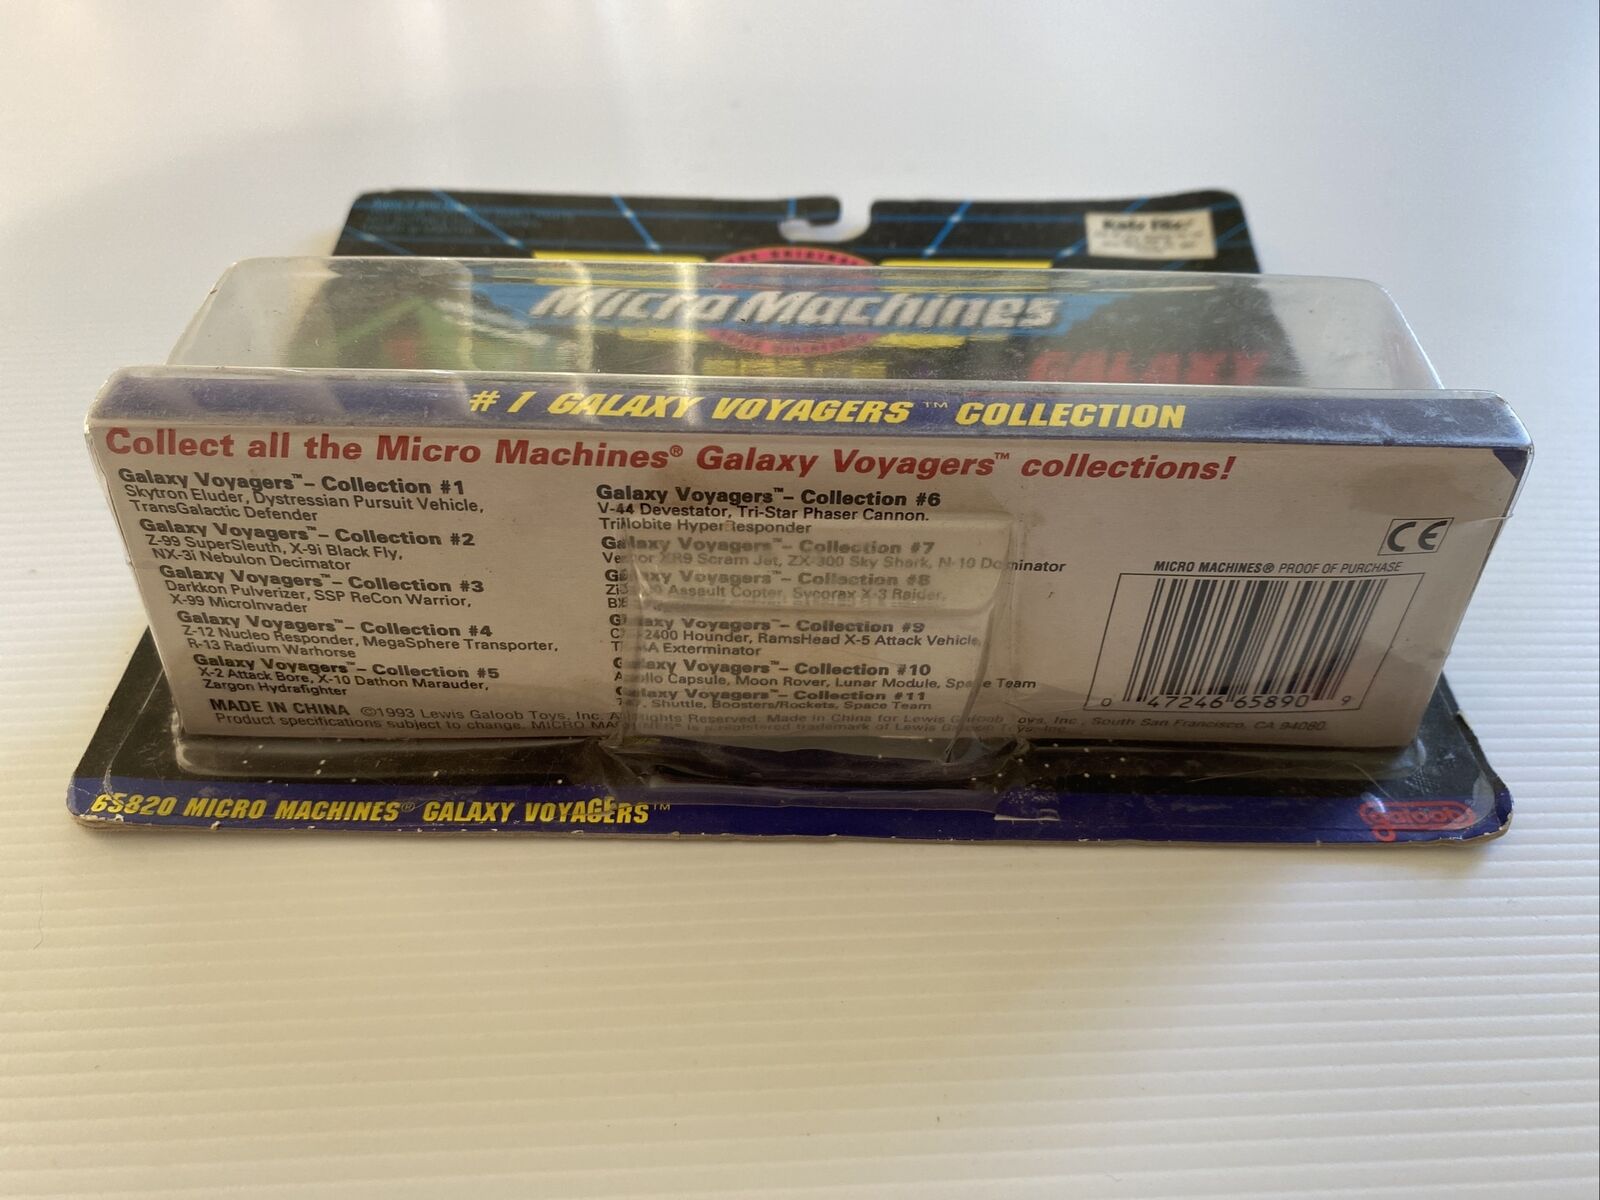 THE ORIGINAL
Micro Machines
GALAXY
# 1 GALAXY VOYAGERS™ COLLECTION
Collect all the Micro Machines® Galaxy Voyagers™ collections!
Galaxy Voyagers™– Collection #1
Skytron Eluder, Dystressian Pursuit Vehicle,
TransGalactic Defender
Galaxy Voyagers™– Collection #2
Z-99 SuperSleuth, X-9i Black Fly,
NX-3i Nebulon Decimator
Galaxy Voyagers™– Collection #3
Darkkon Pulverizer, SSP ReCon Warrior,
X-99 MicroInvader
Galaxy Voyagers™– Collection #4
Z-12 Nucleo Responder, MegaSphere Transporter,
R-13 Radium Warhorse
Galaxy Voyagers™– Collection #5
X-2 Attack Bore, X-10 Dathon Marauder,
Zargon Hydrafighter
Galaxy Voyagers™– Collection #6
V-44 Devestator, Tri-Star Phaser Cannon.
Trillobite HyperResponder
Galaxy Voyagers™– Collection #7
XR9 Scram Jet, ZX-300 Sky Shark, N-10 Dominator
Galaxy Voyagers™– Collection #8
Assault Copter, Sycorax X-3 Raider,
Galaxy Voyagers™– Collection #9
2400 Hounder, RamsHead X-5 Attack Vehicle,
Exterminator
Galaxy Voyagers™– Collection #10
Apollo Capsule, Moon Rover, Lunar Module, Space Team
Galaxy Voyagers™– Collection #11
Shuttle, Boosters/Rockets, Space Team
MADE IN CHINA ©1993 Lewis Galoob Toys, Inc. All Rights Reserved. Made in China for Lewis Galoob Toys, Inc., South San Francisco, CA 94080.
Product specifications subject to change. MICRO MACHINES® is a registered trademark of Lewis Galoob Toys, Inc.
CE
MICRO MACHINES® PROOF OF PURCHASE
0 47246 65890 9
65820 MICRO MACHINES® GALAXY VOYAGERS™
Galoob